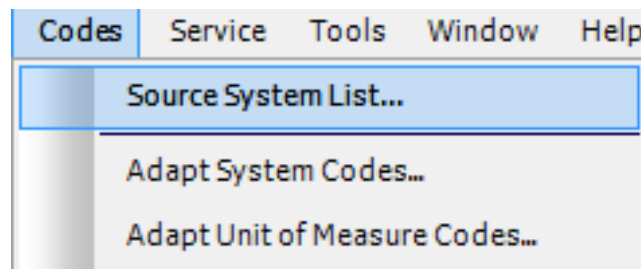 Codes Service Tools Window Help
Source System List...
Adapt System Codes...
Adapt Unit of Measure Codes...